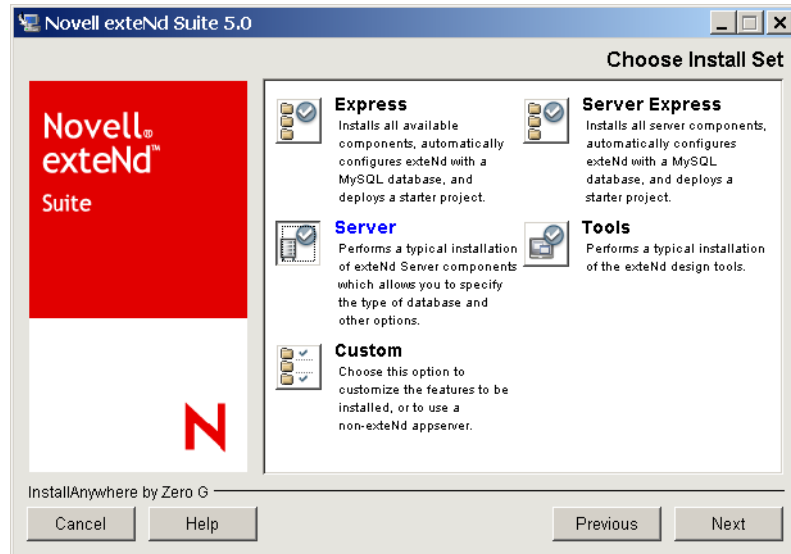 Novell exteNd Suite 5.0
Choose Install Set
Novell®
exteNd™
Suite
Express
Installs all available
components, automatically
configures exteNd with a
MySQL database, and
deploys a starter project.
Server Express
Installs all server components,
automatically configures
exteNd with a MySQL
database, and deploys a
starter project.
Server
Performs a typical installation
of exteNd Server components
which allows you to specify
the type of database and
other options.
Tools
Performs a typical installation
of the exteNd design tools.
Custom
Choose this option to
customize the features to be
installed, or to use a
non-exteNd appserver.
N
InstallAnywhere by Zero G
Cancel
Help
Previous
Next